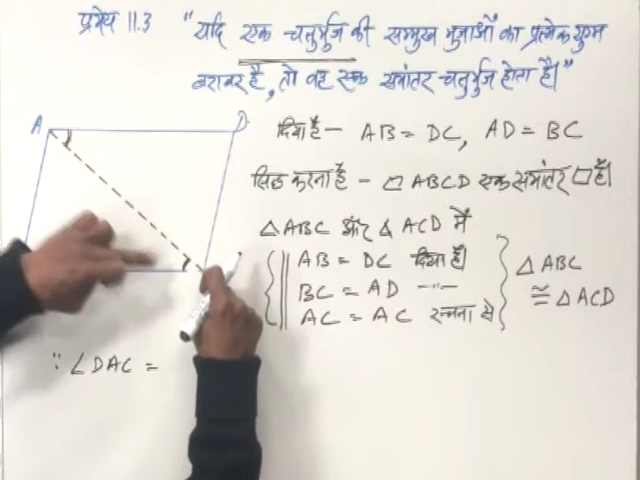 प्रमेय 11.3 "यदि एक चतुर्भुज की सम्मुख भुजाओं का प्रत्येक युग्म
बराबर है, तो वह एक समांतर चतुर्भुज होता है।"
A D
दिया है- AB = DC, AD = BC
सिद्ध करना है - ▱ ABCD एक समांतर □ है।
△ABC और △ ACD में
AB = DC दिया है।
BC = AD -"-
AC = AC रचना से
△ ABC
≅ △ ACD
∵ ∠DAC =